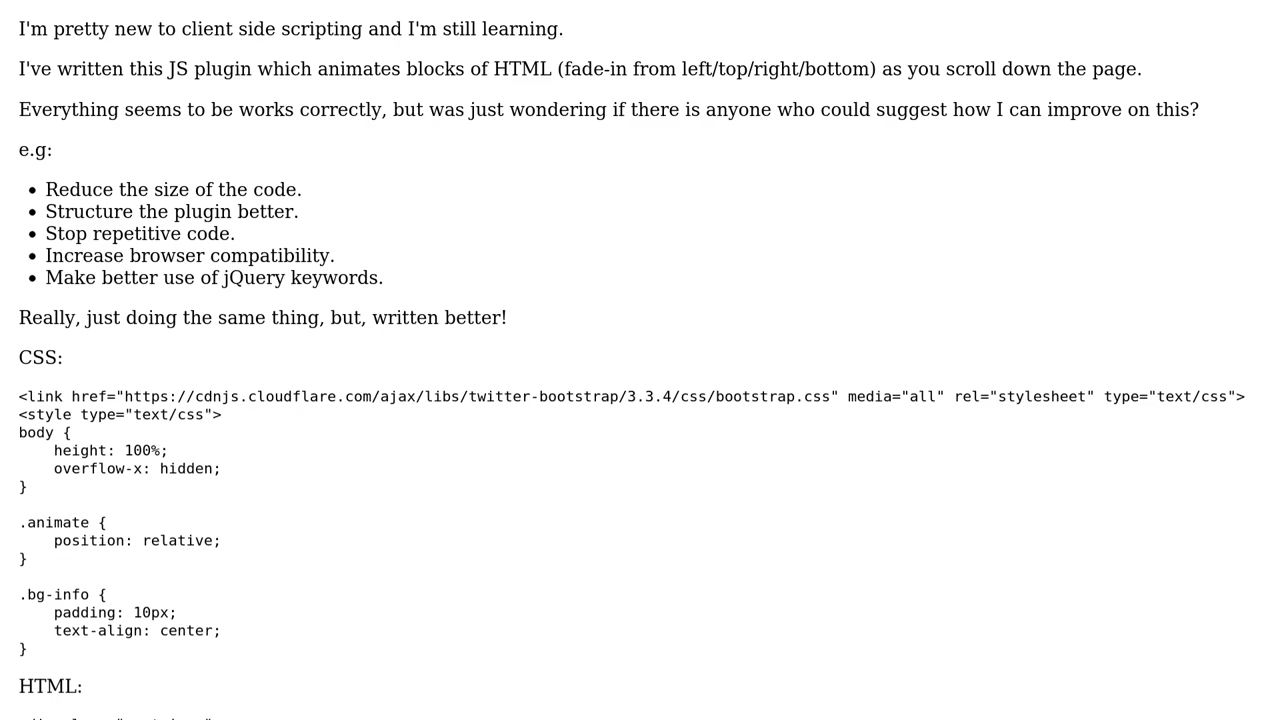 I'm pretty new to client side scripting and I'm still learning.
I've written this JS plugin which animates blocks of HTML (fade-in from left/top/right/bottom) as you scroll down the page.
Everything seems to be works correctly, but was just wondering if there is anyone who could suggest how I can improve on this?
e.g:
• Reduce the size of the code.
• Structure the plugin better.
• Stop repetitive code.
• Increase browser compatibility.
• Make better use of jQuery keywords.
Really, just doing the same thing, but, written better!
CSS:
<link href="https://cdnjs.cloudflare.com/ajax/libs/twitter-bootstrap/3.3.4/css/bootstrap.css" media="all" rel="stylesheet" type="text/css">
<style type="text/css">
body {
    height: 100%;
    overflow-x: hidden;
}
.animate {
    position: relative;
}
.bg-info {
    padding: 10px;
    text-align: center;
}
HTML: